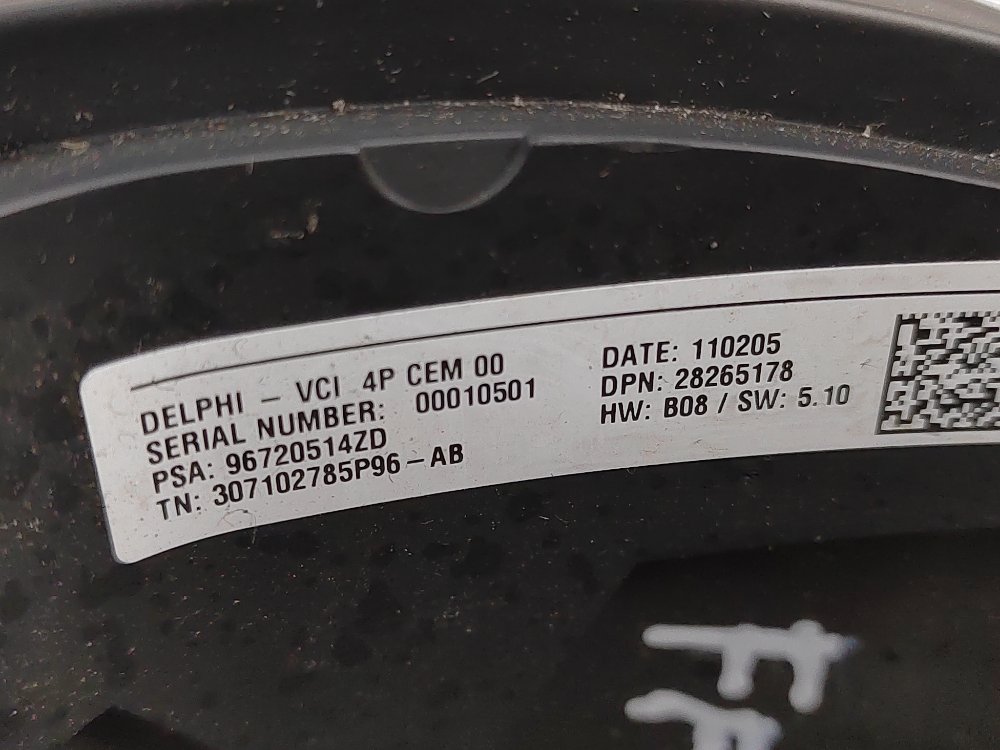 DELPHI – VCI 4P CEM 00
SERIAL NUMBER: 00010501
PSA: 96720514ZD
TN: 307102785P96-AB
DATE: 110205
DPN: 28265178
HW: B08 / SW: 5.10